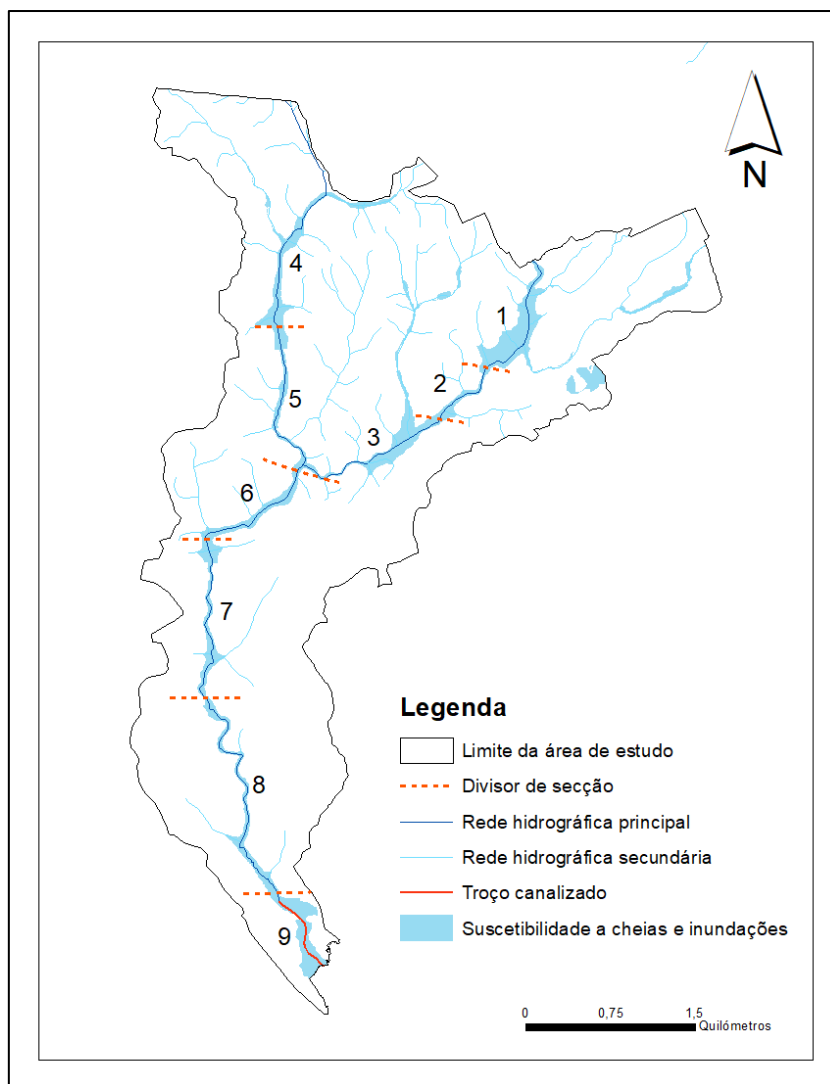 N
4
1
5
2
3
6
7
8
9
Legenda
Limite da área de estudo
Divisor de secção
Rede hidrográfica principal
Rede hidrográfica secundária
Troço canalizado
Suscetibilidade a cheias e inundações
0 0,75 1,5
Quilómetros